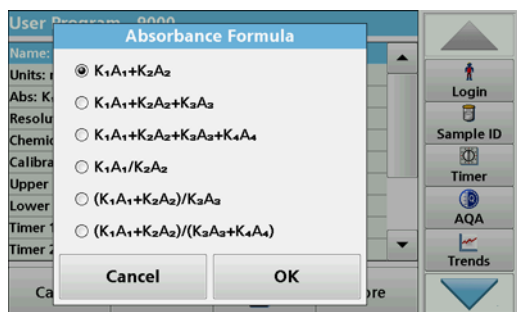 User Program 9000
Absorbance Formula
Name:
Units:
Abs: K₁
Resolu
Chemic
Calibra
Upper
Lower
Timer 1
Timer 2
K₁A₁+K₂A₂
K₁A₁+K₂A₂+K₃A₃
K₁A₁+K₂A₂+K₃A₃+K₄A₄
K₁A₁/K₂A₂
(K₁A₁+K₂A₂)/K₃A₃
(K₁A₁+K₂A₂)/(K₃A₃+K₄A₄)
Cancel OK
Ca
ore
Login
Sample ID
Timer
AQA
Trends